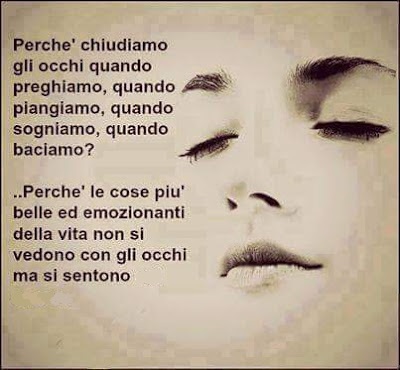 Perche' chiudiamo
gli occhi quando
preghiamo, quando
piangiamo, quando
sogniamo, quando
baciamo?
..Perche' le cose piu'
belle ed emozionanti
della vita non si
vedono con gli occhi
ma si sentono